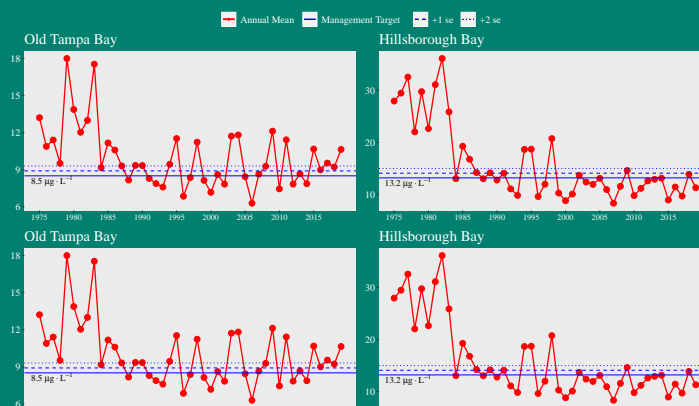 Annual Mean Management Target +1 se +2 se
Old Tampa Bay Hillsborough Bay
18
15
12
9
6
8.5 µg · L⁻¹
1975 1980 1985 1990 1995 2000 2005 2010 2015
30
20
10
13.2 µg · L⁻¹
1975 1980 1985 1990 1995 2000 2005 2010 2015
Old Tampa Bay Hillsborough Bay
18
15
12
9
6
8.5 µg · L⁻¹
30
20
10
13.2 µg · L⁻¹